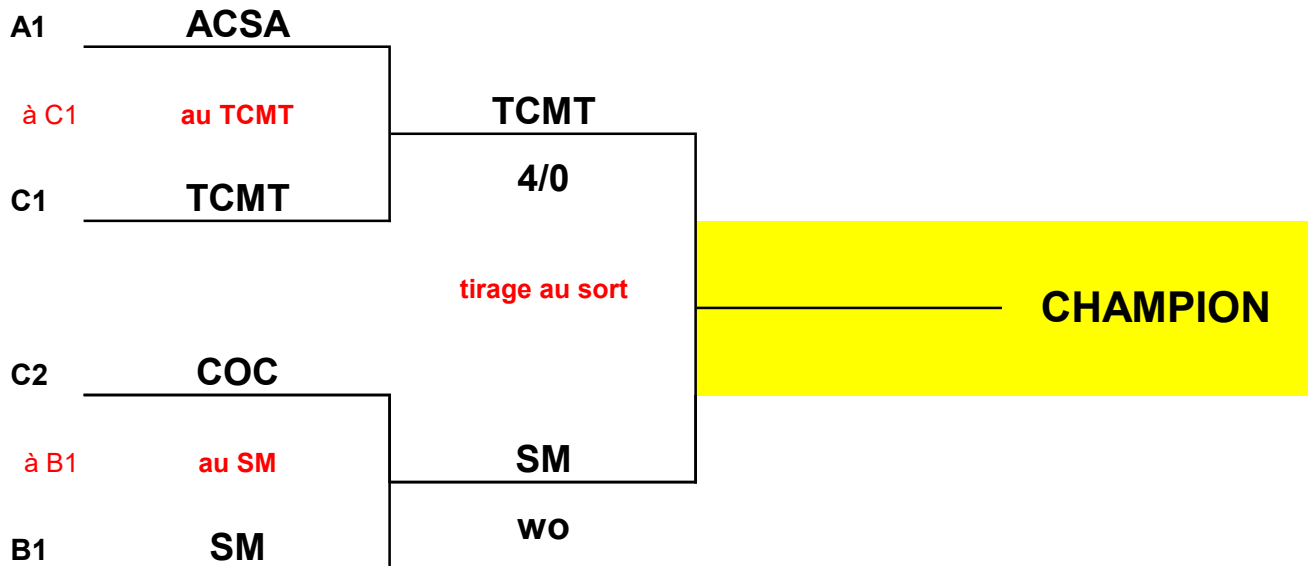 A1 ACSA
à C1 au TCMT
TCMT
4/0
C1 TCMT
tirage au sort
CHAMPION
C2 COC
à B1 au SM
SM
wo
B1 SM